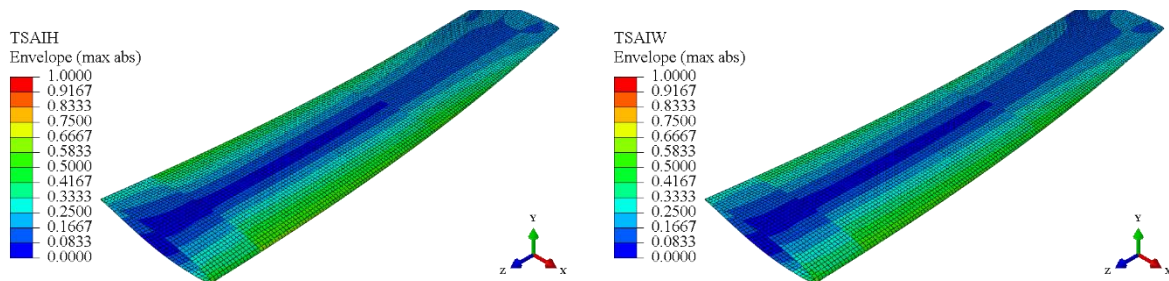 TSAIH
Envelope (max abs)
1.0000
0.9167
0.8333
0.7500
0.6667
0.5833
0.5000
0.4167
0.3333
0.2500
0.1667
0.0833
0.0000
Y
Z
X
TSAIW
Envelope (max abs)
1.0000
0.9167
0.8333
0.7500
0.6667
0.5833
0.5000
0.4167
0.3333
0.2500
0.1667
0.0833
0.0000
Y
Z
X